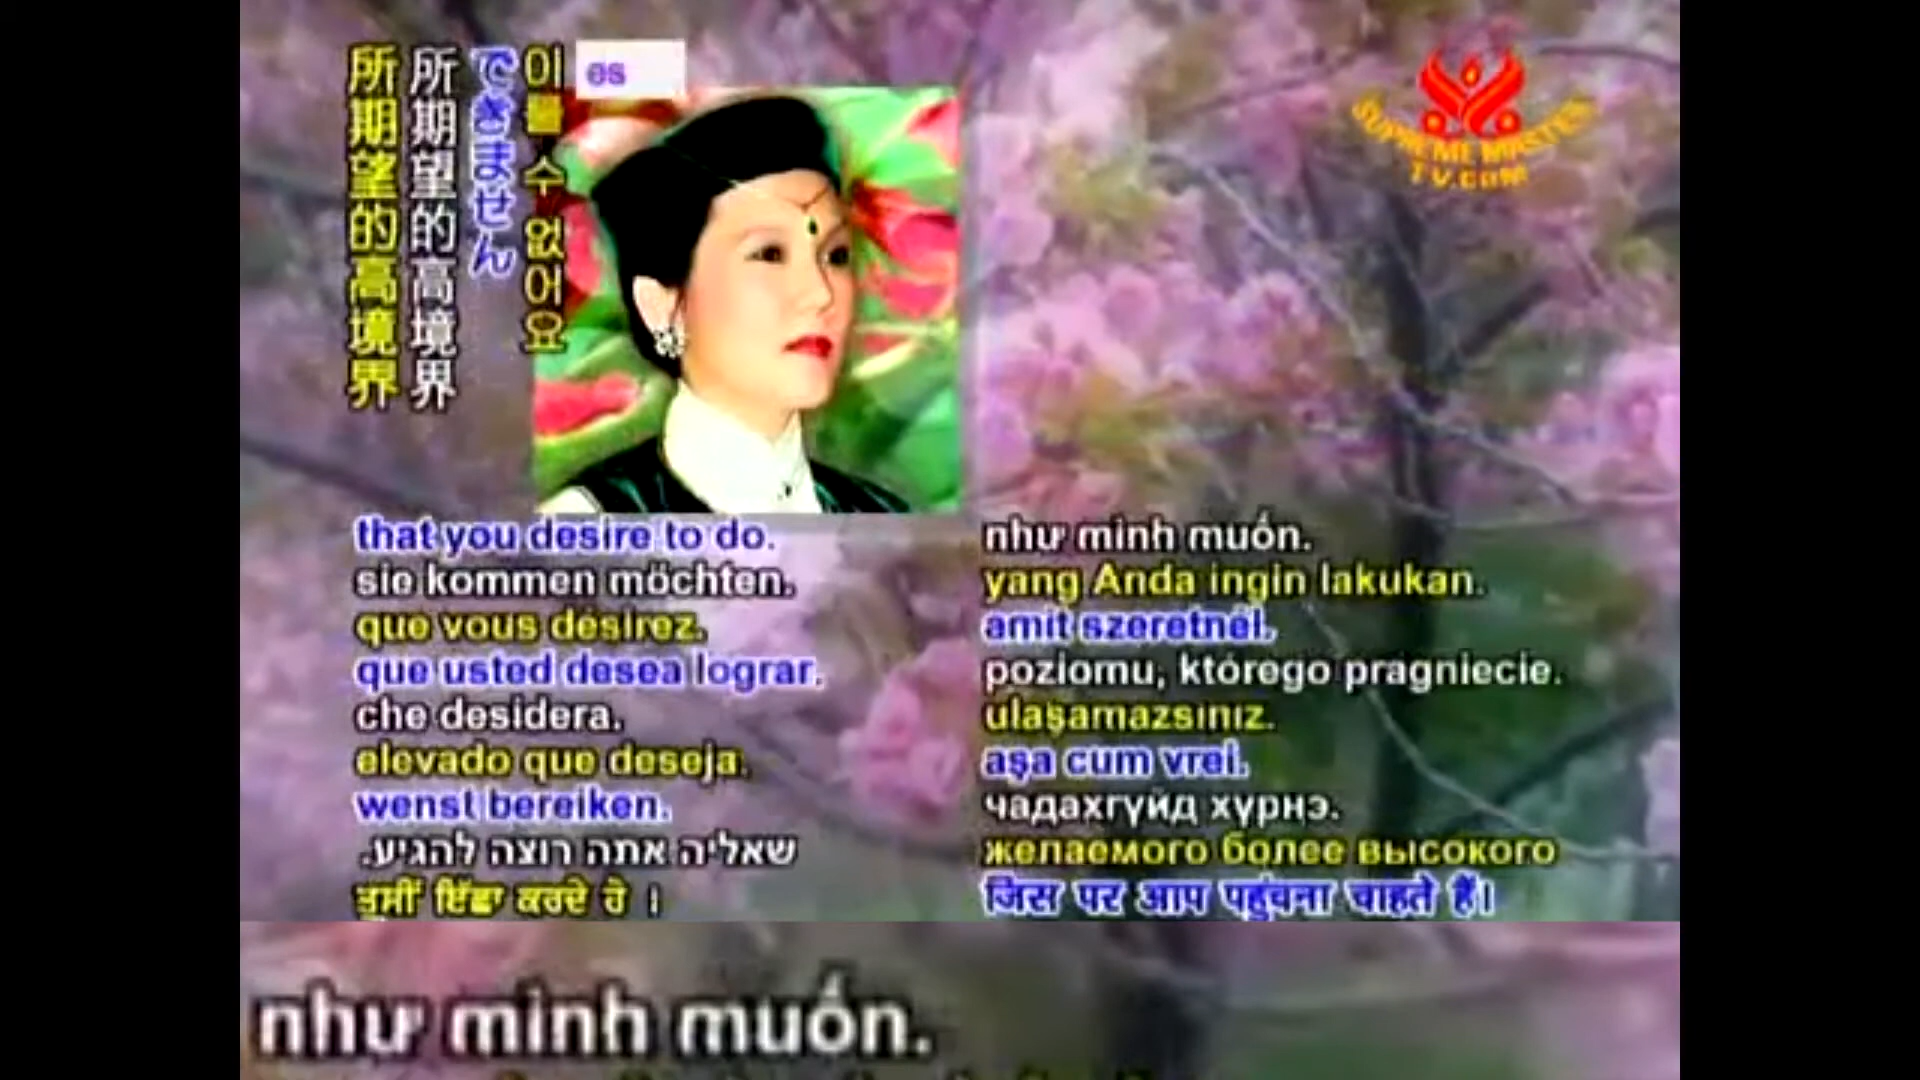 所期望的高境界
所期望的高境界
できません
이룰 수 없어요
es
SUPREME MASTER
TV.COM
that you desire to do.
sie kommen möchten.
que vous désirez.
que usted desea lograr.
che desidera.
elevado que deseja.
wenst bereiken.
שאליה אתה רוצה להגיע.
ਤੁਸੀਂ ਇੱਛਾ ਕਰਦੇ ਹੋ ।
như mình muốn.
yang Anda ingin lakukan.
amit szeretnél.
poziomu, którego pragniecie.
ulaşamazsınız.
aşa cum vrei.
чадахгүйд хүрнэ.
желаемого более высокого
जिस पर आप पहुंचना चाहते हैं।
như mình muốn.